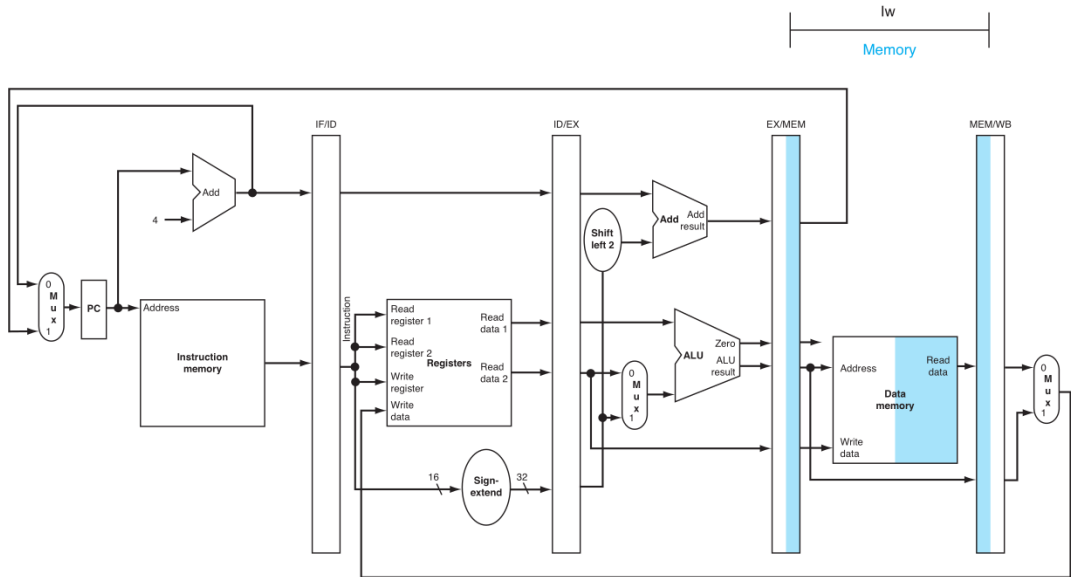 lw
Memory
IF/ID
ID/EX
EX/MEM
MEM/WB
Add
4
Shift
left 2
Add
Add
result
0
M
u
x
1
PC
Address
Instruction
memory
Instruction
Read
register 1
Read
register 2
Write
register
Write
data
Registers
Read
data 1
Read
data 2
16
Sign-
extend
32
0
M
u
x
1
ALU
Zero
ALU
result
Address
Write
data
Data
memory
Read
data
0
M
u
x
1